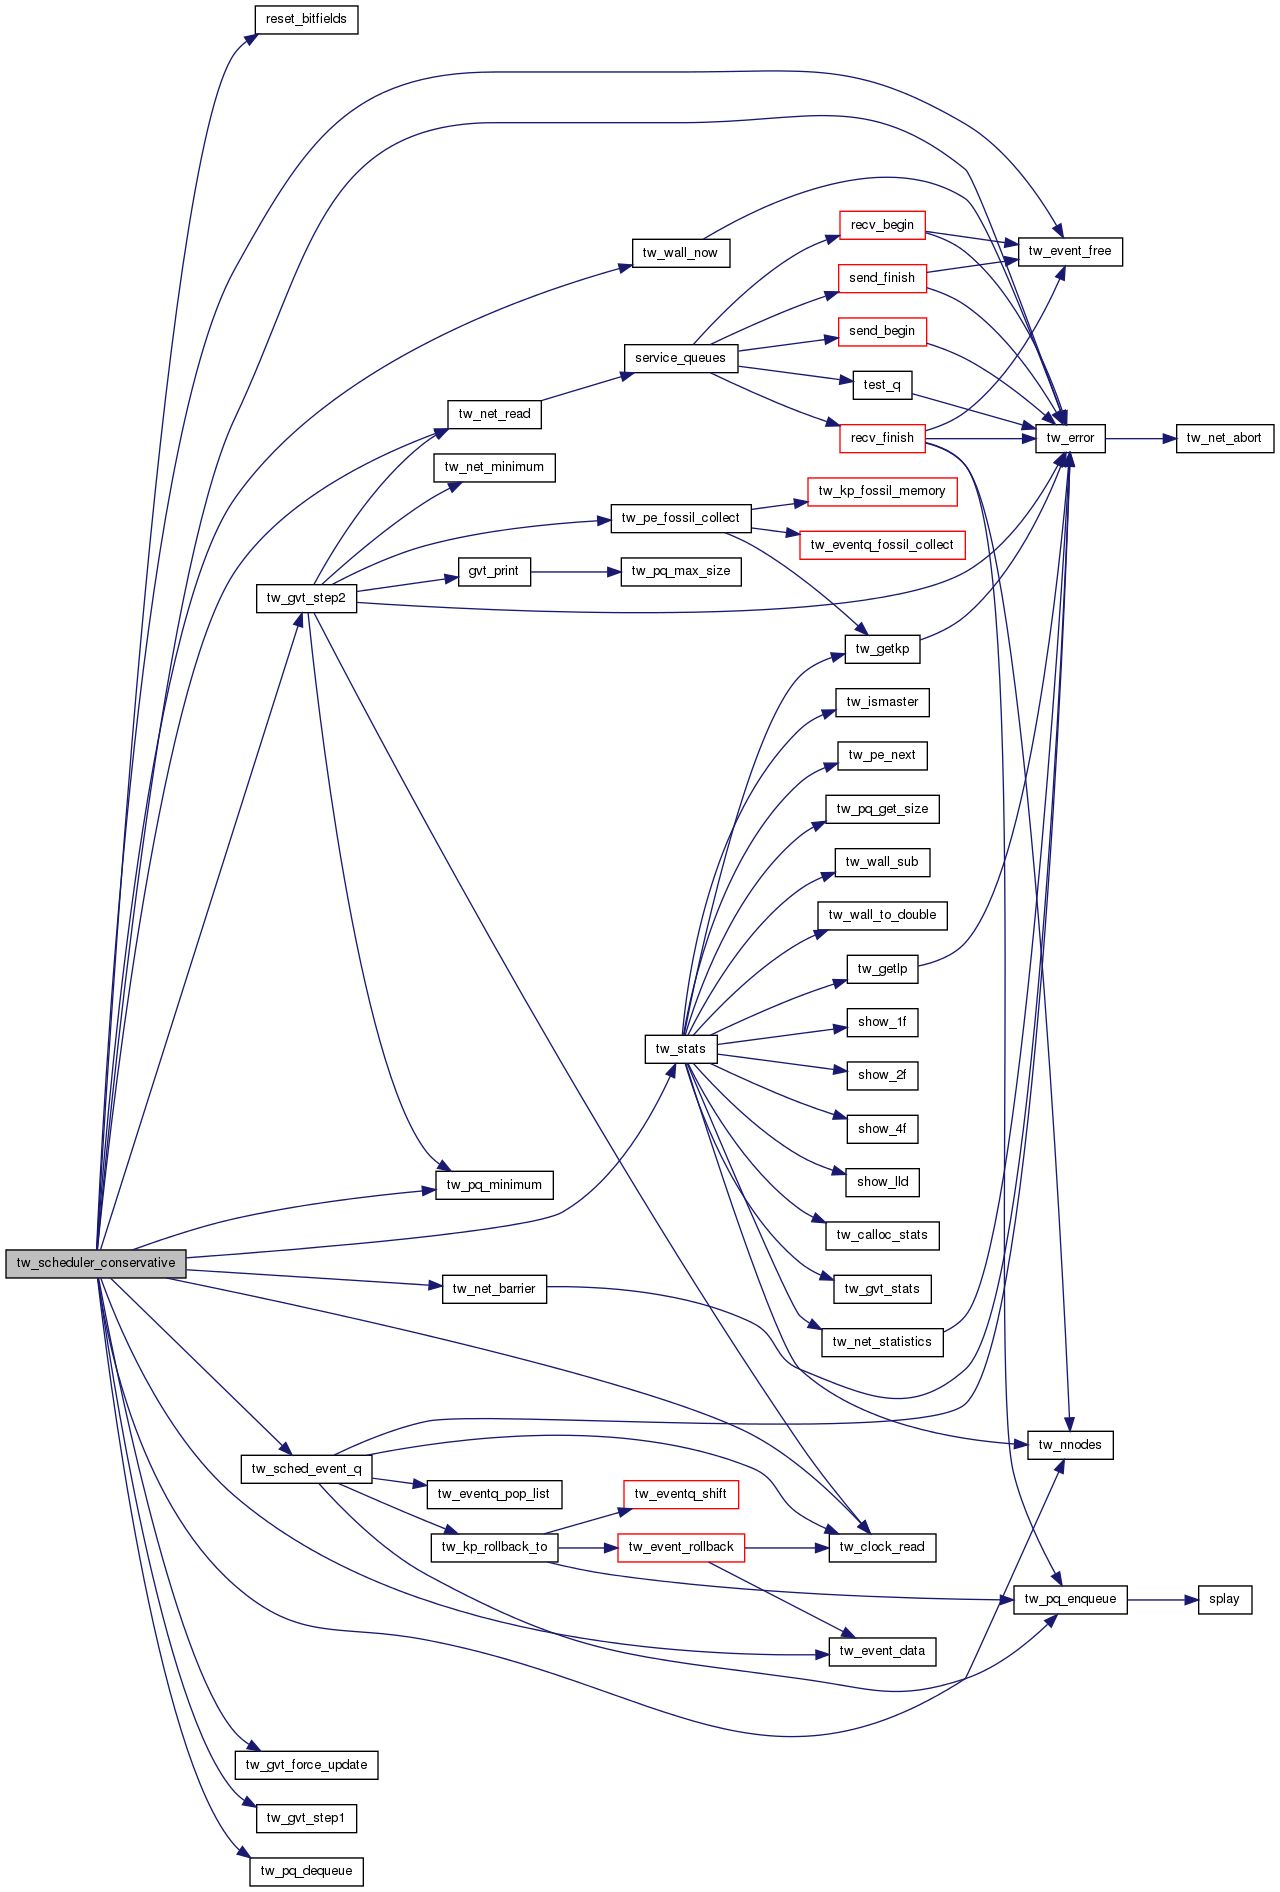 reset_bitfields
tw_wall_now
recv_begin
tw_event_free
send_finish
send_begin
service_queues
test_q
tw_net_read
recv_finish
tw_error
tw_net_abort
tw_net_minimum
tw_kp_fossil_memory
tw_pe_fossil_collect
tw_eventq_fossil_collect
gvt_print
tw_pq_max_size
tw_gvt_step2
tw_getkp
tw_ismaster
tw_pe_next
tw_pq_get_size
tw_wall_sub
tw_wall_to_double
tw_getlp
show_1f
tw_stats
show_2f
show_4f
show_lld
tw_pq_minimum
tw_calloc_stats
tw_scheduler_conservative
tw_net_barrier
tw_gvt_stats
tw_net_statistics
tw_nnodes
tw_sched_event_q
tw_eventq_pop_list
tw_eventq_shift
tw_kp_rollback_to
tw_event_rollback
tw_clock_read
tw_pq_enqueue
splay
tw_event_data
tw_gvt_force_update
tw_gvt_step1
tw_pq_dequeue